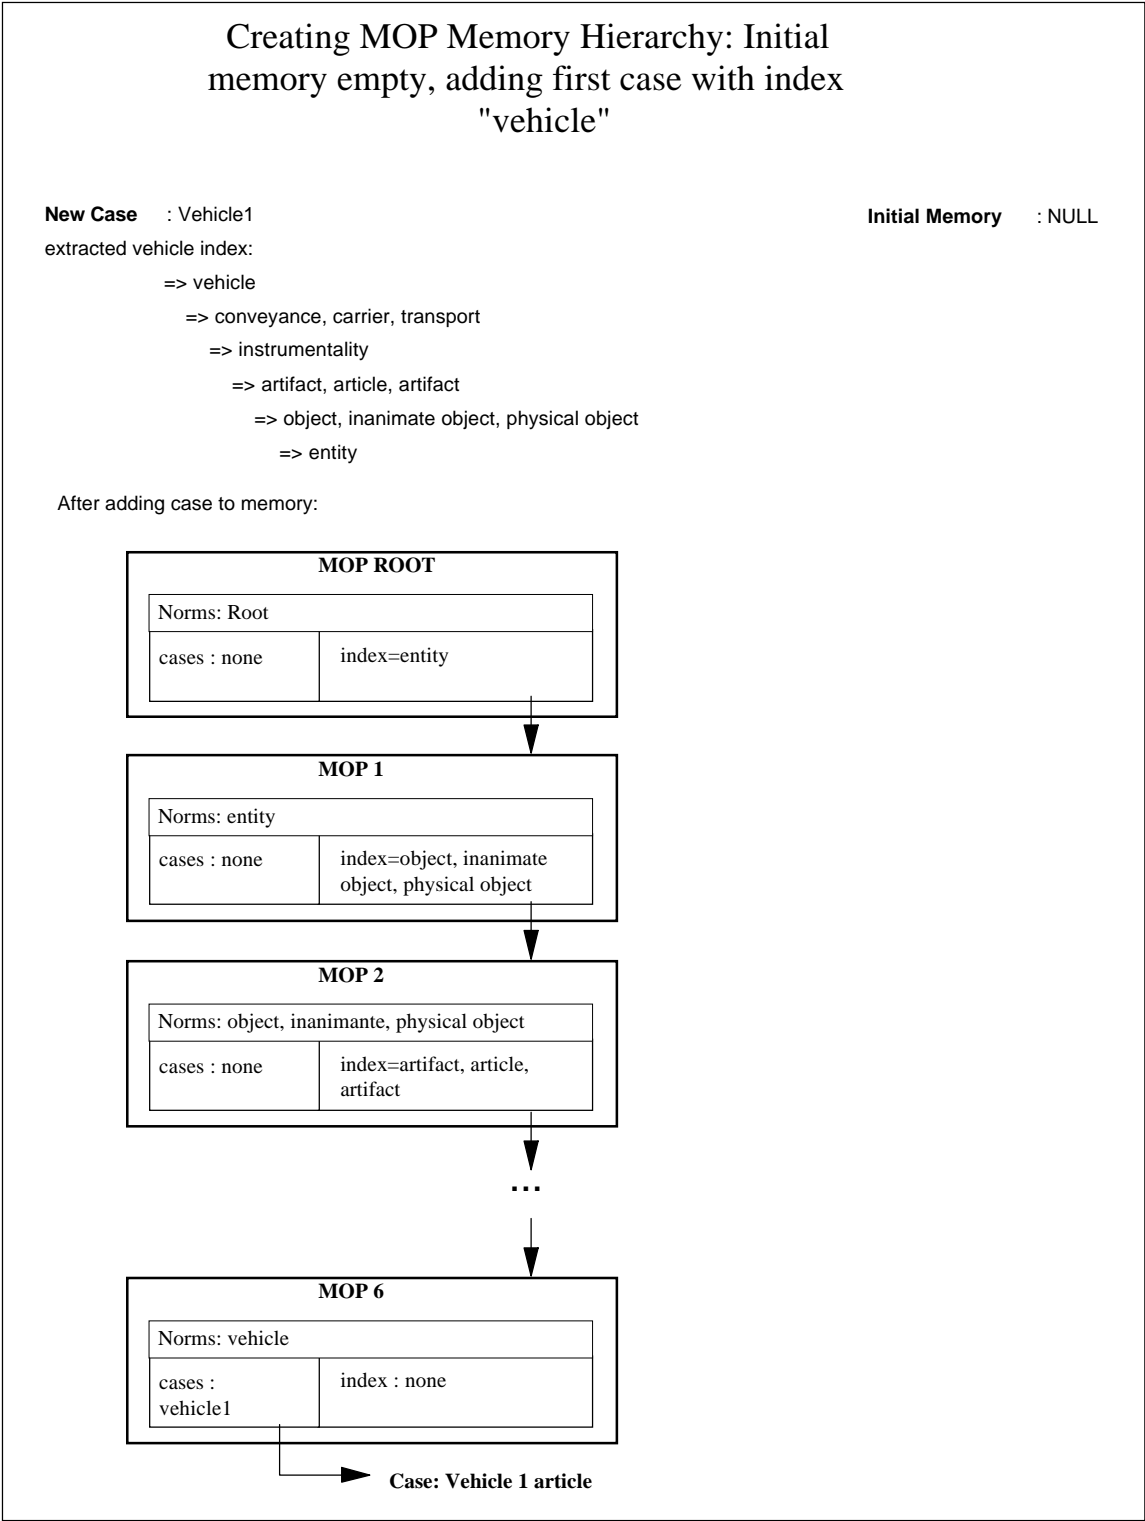 Creating MOP Memory Hierarchy: Initial
memory empty, adding first case with index
"vehicle"
New Case : Vehicle1
Initial Memory : NULL
extracted vehicle index:
=> vehicle
=> conveyance, carrier, transport
=> instrumentality
=> artifact, article, artifact
=> object, inanimate object, physical object
=> entity
After adding case to memory:
MOP ROOT
Norms: Root
cases : none
index=entity
MOP 1
Norms: entity
cases : none
index=object, inanimate
object, physical object
MOP 2
Norms: object, inanimante, physical object
cases : none
index=artifact, article,
artifact
...
MOP 6
Norms: vehicle
cases :
vehicle1
index : none
Case: Vehicle 1 article